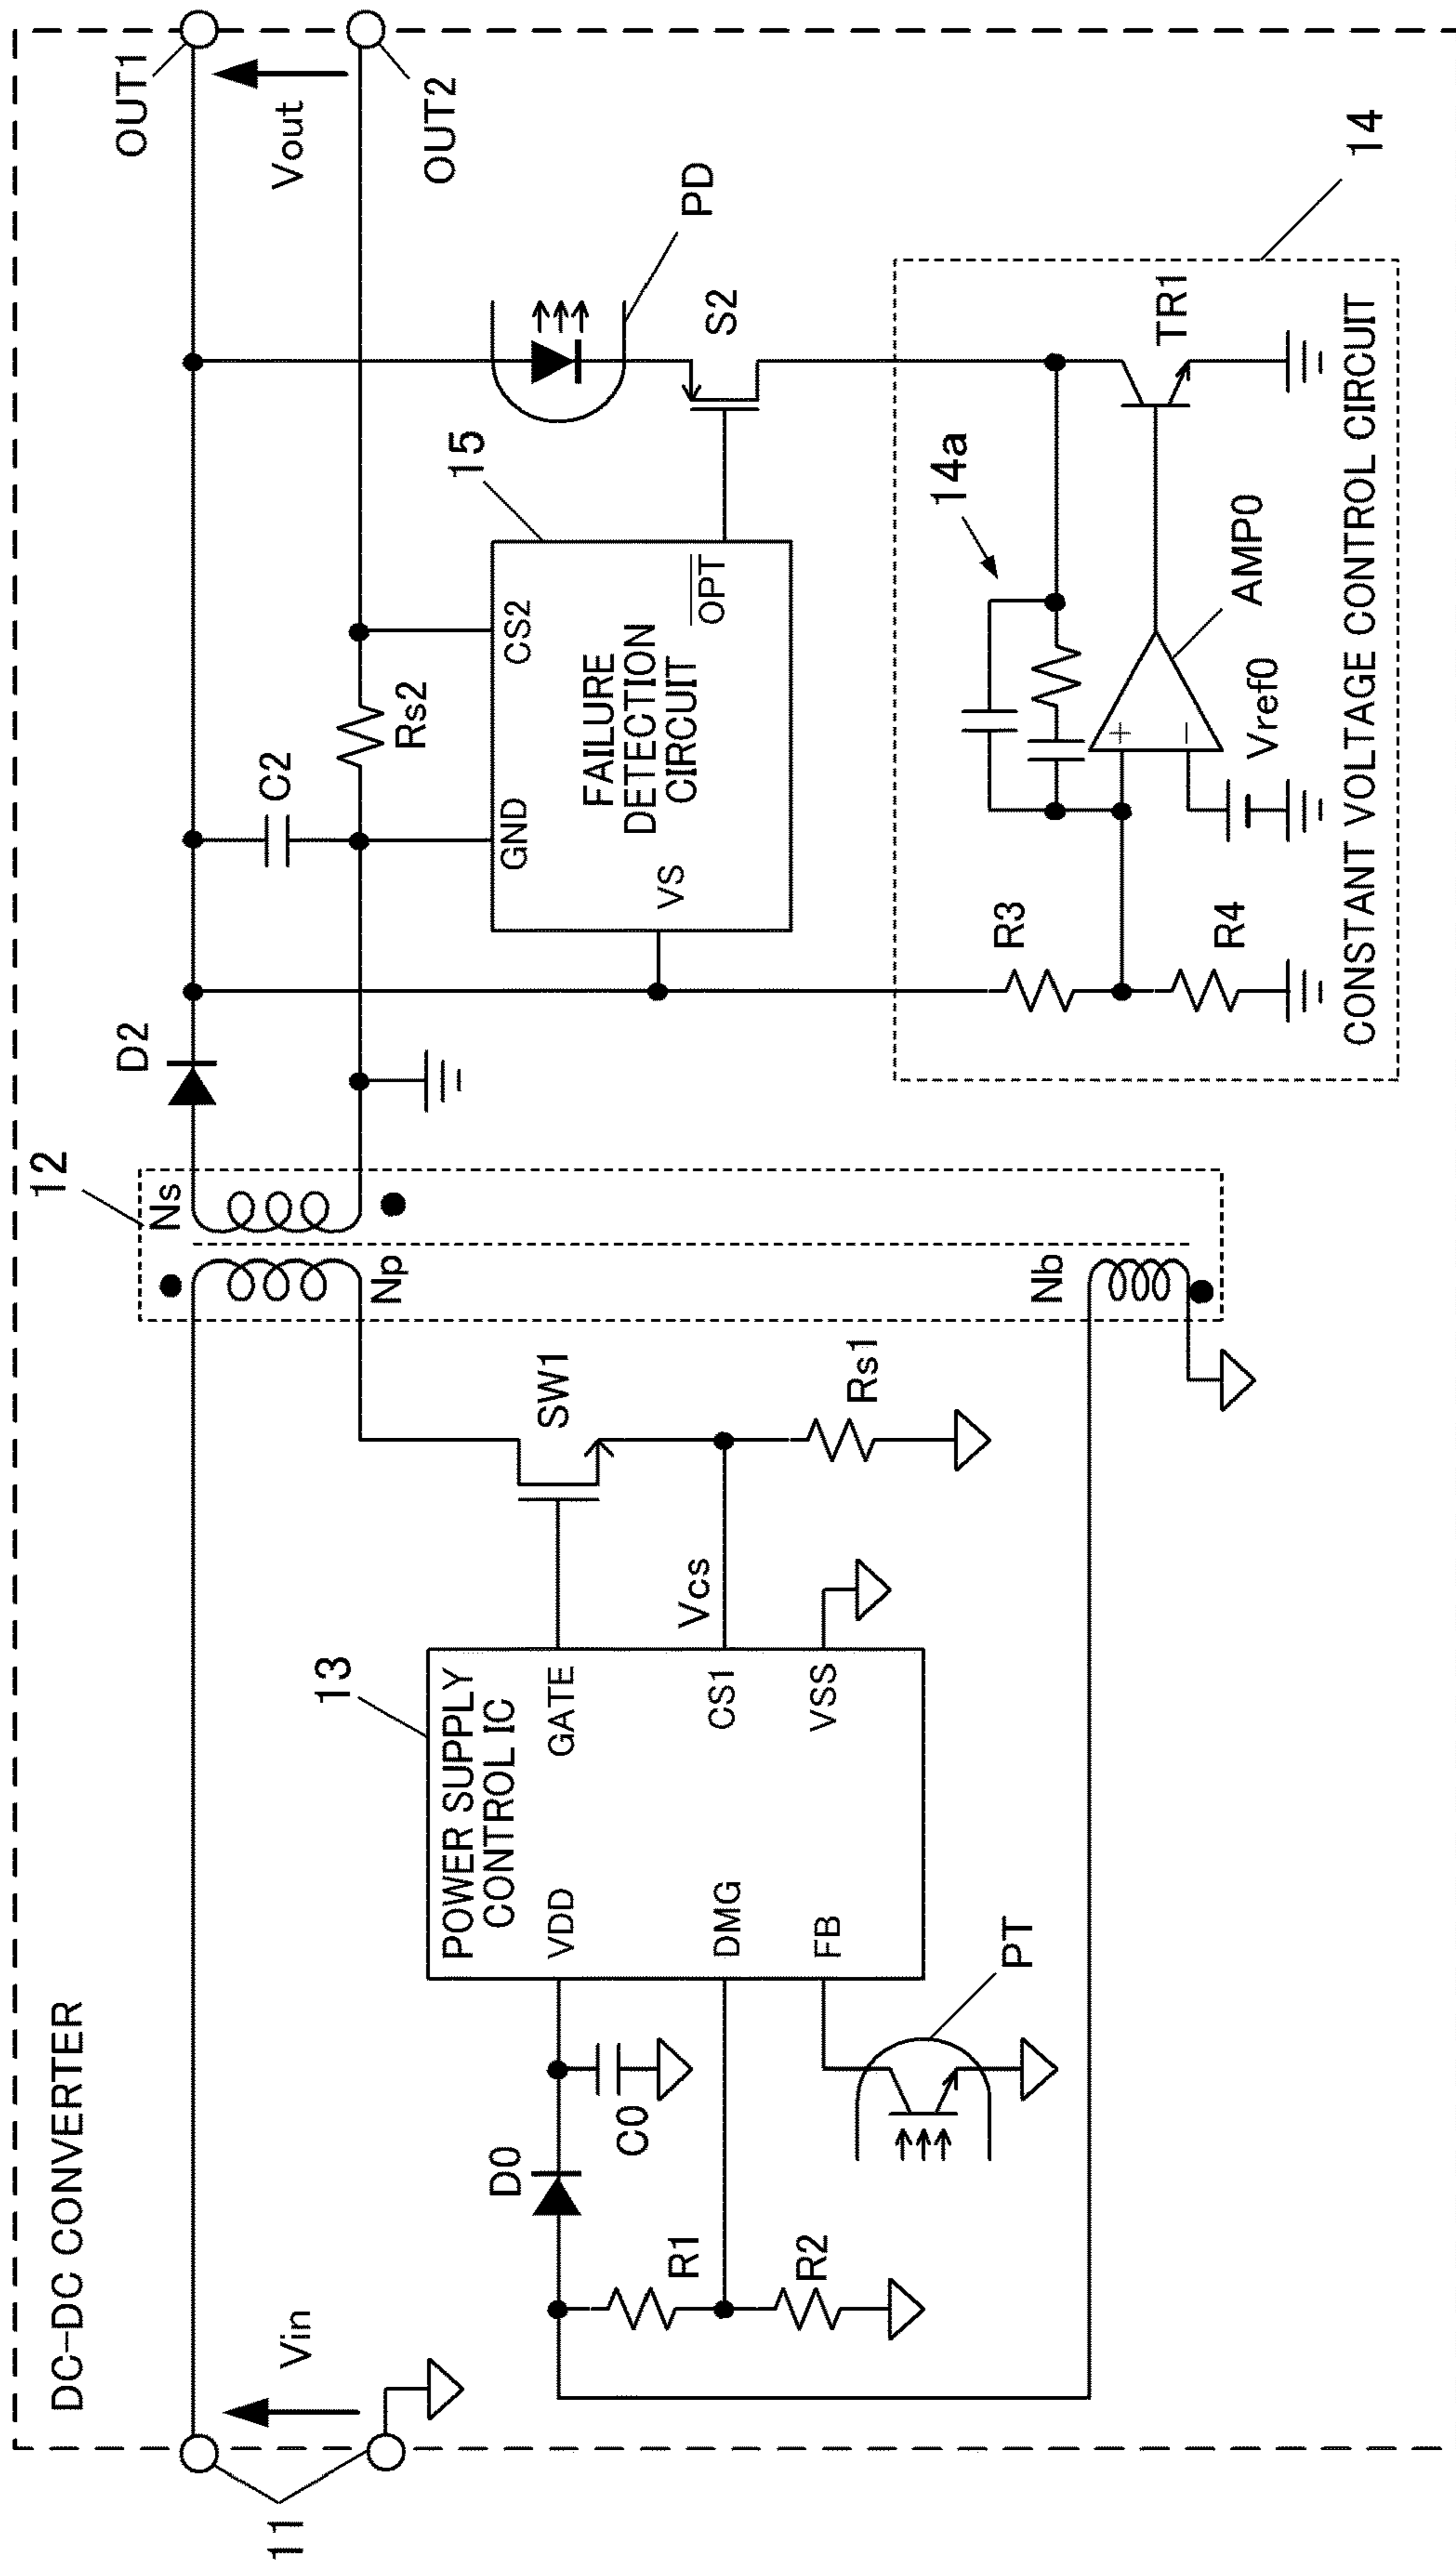 DC-DC CONVERTER
11
Vin
12
Np
Ns
Nb
D2
C2
Rs2
OUT1
Vout
OUT2
13
POWER SUPPLY
CONTROL IC
VDD
GATE
DMG
CS1
FB
VSS
D0
C0
R1
R2
PT
SW1
Vcs
Rs1
15
GND
CS2
FAILURE
DETECTION
CIRCUIT
VS
OPT
PD
S2
14
14a
R3
R4
AMP0
Vref0
TR1
CONSTANT VOLTAGE CONTROL CIRCUIT
+
−